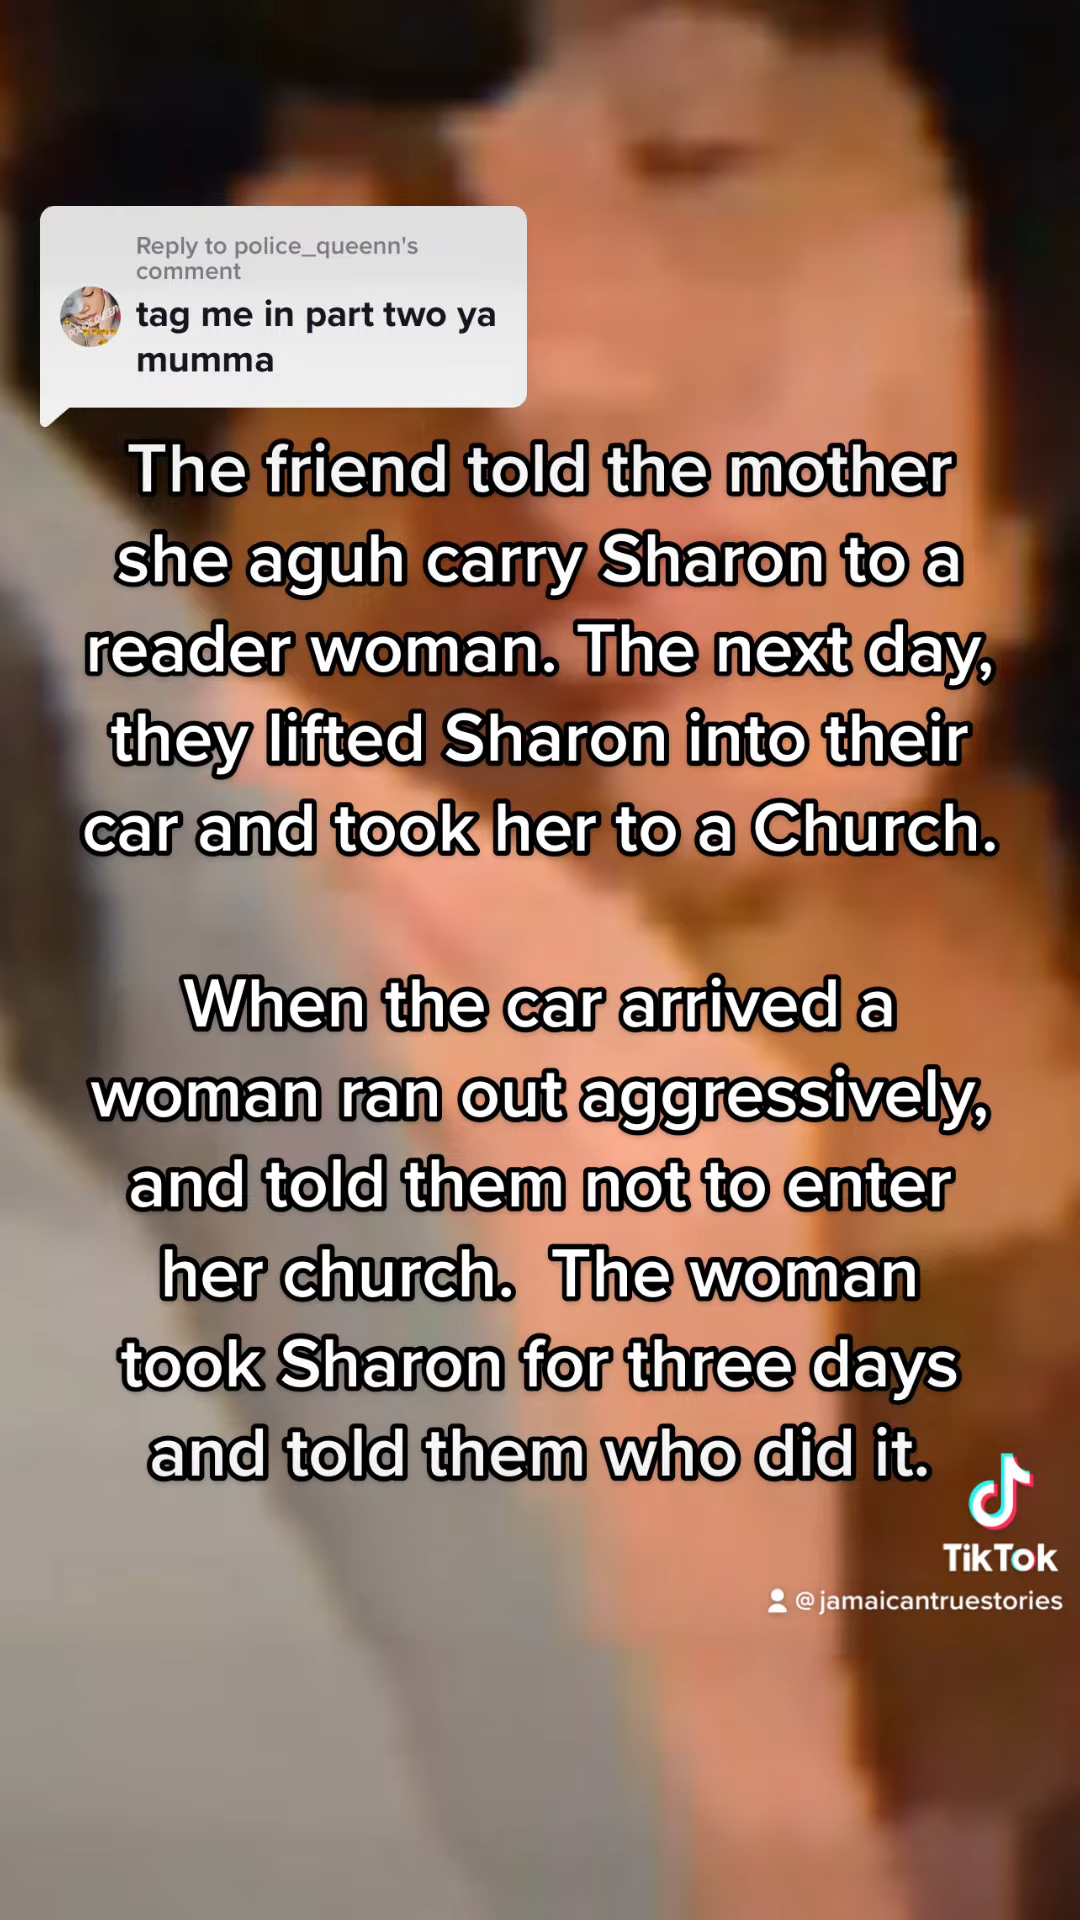 Reply to police_queenn's
comment
tag me in part two ya
mumma
The friend told the mother
she aguh carry Sharon to a
reader woman. The next day,
they lifted Sharon into their
car and took her to a Church.
When the car arrived a
woman ran out aggressively,
and told them not to enter
her church. The woman
took Sharon for three days
and told them who did it.
TikTok
@jamaicantruestories